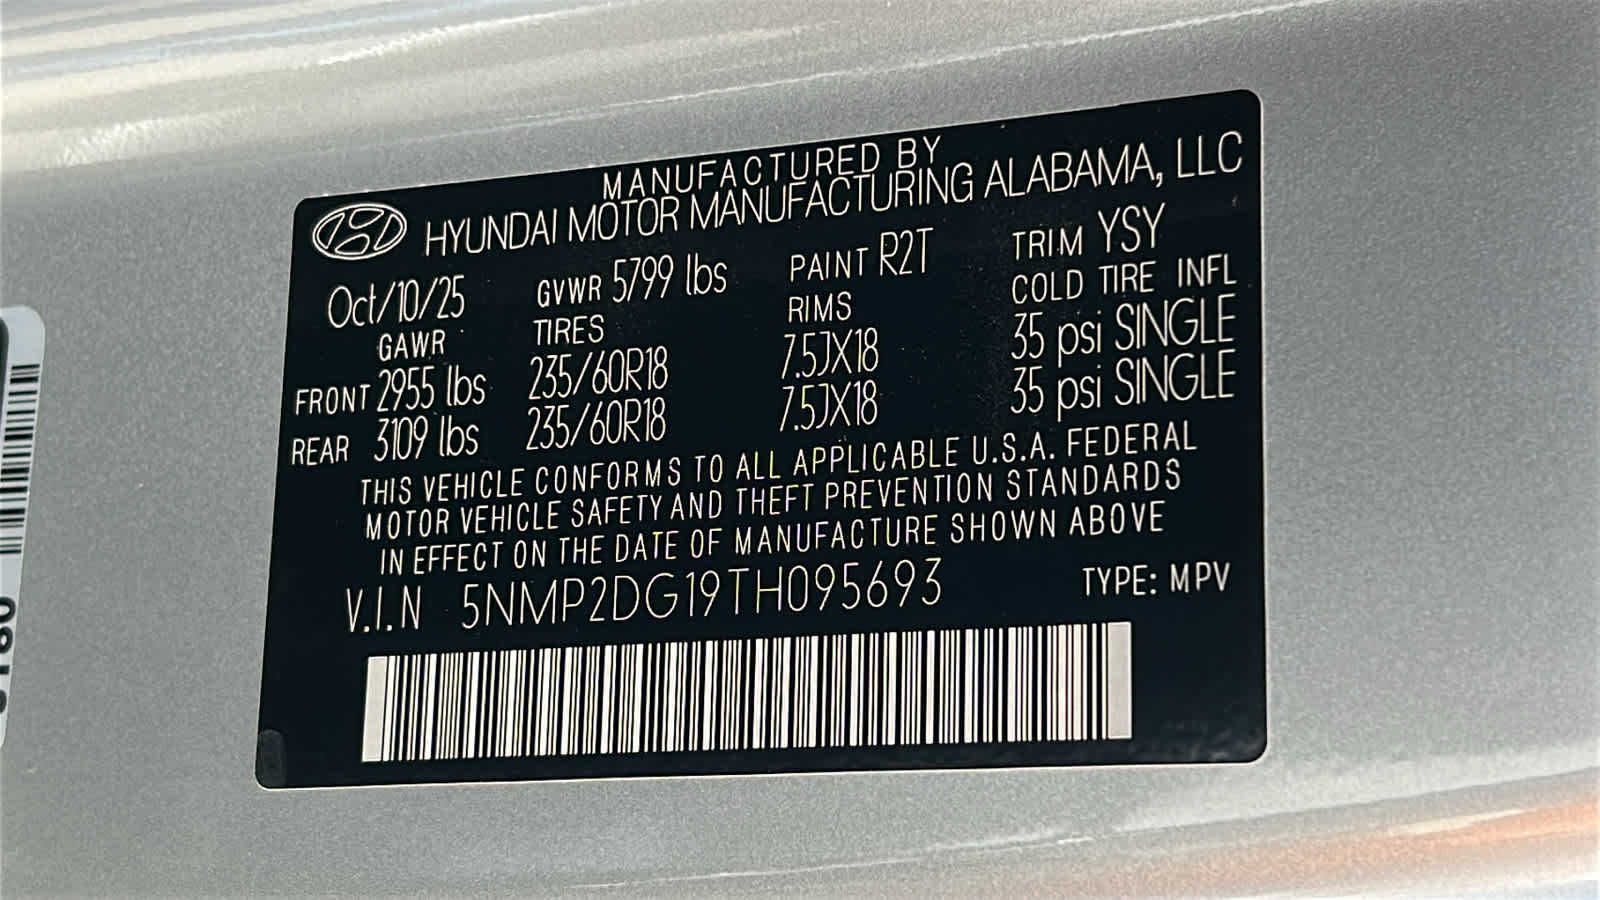 MANUFACTURED BY
HYUNDAI MOTOR MANUFACTURING ALABAMA, LLC
Oct/10/25 GVWR 5799 lbs PAINT R2T TRIM YSY
GAWR TIRES RIMS COLD TIRE INFL
FRONT 2955 lbs 235/60R18 7.5JX18 35 psi SINGLE
REAR 3109 lbs 235/60R18 7.5JX18 35 psi SINGLE
THIS VEHICLE CONFORMS TO ALL APPLICABLE U.S.A. FEDERAL
MOTOR VEHICLE SAFETY AND THEFT PREVENTION STANDARDS
IN EFFECT ON THE DATE OF MANUFACTURE SHOWN ABOVE
V.I.N 5NMP2DG19TH095693 TYPE: MPV